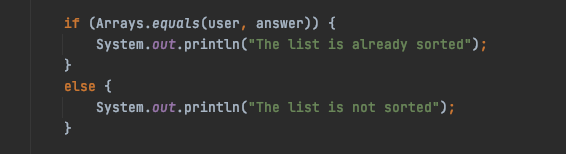 if (Arrays.equals(user, answer)) {
    System.out.println("The list is already sorted");
}
else {
    System.out.println("The list is not sorted");
}